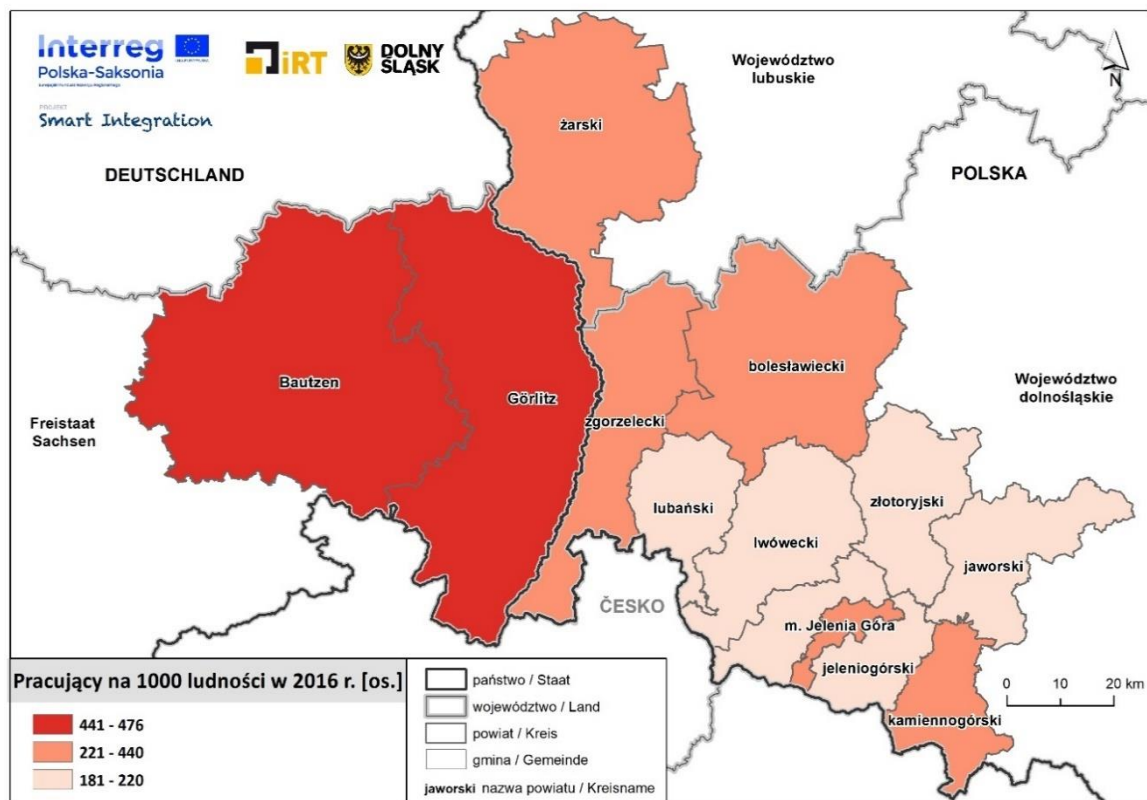 Interreg
Polska-Saksonia
PROJEKT
Smart Integration
iRT
DOLNY
ŚLĄSK
Województwo
lubuskie
N
żarski
DEUTSCHLAND
POLSKA
Bautzen
Görlitz
zgorzelecki
bolesławiecki
Województwo
dolnośląskie
Freistaat
Sachsen
lubański
lwówecki
złotoryjski
jaworski
ČESKO
m. Jelenia Góra
jeleniogórski
kamiennogórski
0 10 20 km
Pracujący na 1000 ludności w 2016 r. [os.]
441 - 476
221 - 440
181 - 220
państwo / Staat
województwo / Land
powiat / Kreis
gmina / Gemeinde
jaworski nazwa powiatu / Kreisname